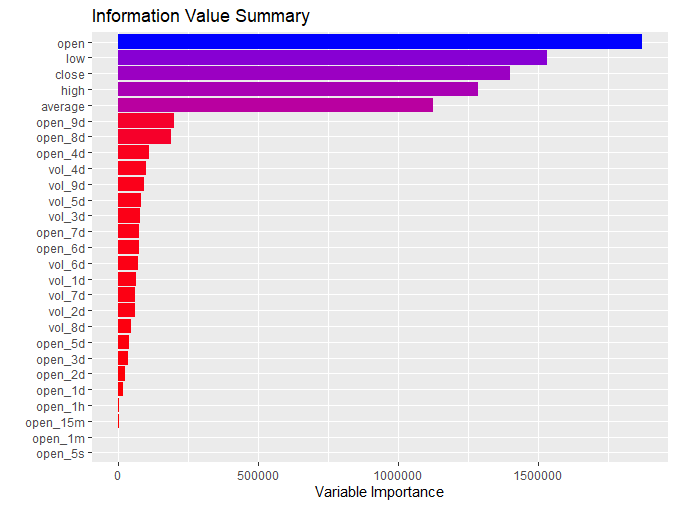 Information Value Summary
open
low
close
high
average
open_9d
open_8d
open_4d
vol_4d
vol_9d
vol_5d
vol_3d
open_7d
open_6d
vol_6d
vol_1d
vol_7d
vol_2d
vol_8d
open_5d
open_3d
open_2d
open_1d
open_1h
open_15m
open_1m
open_5s
0 500000 1000000 1500000
Variable Importance